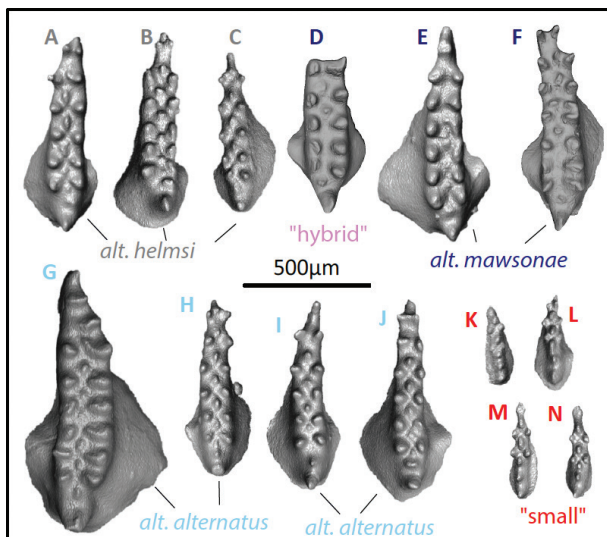 A B C D E F
alt. helmsi "hybrid" alt. mawsonae
500µm
G H I J K L
M N
alt. alternatus alt. alternatus "small"